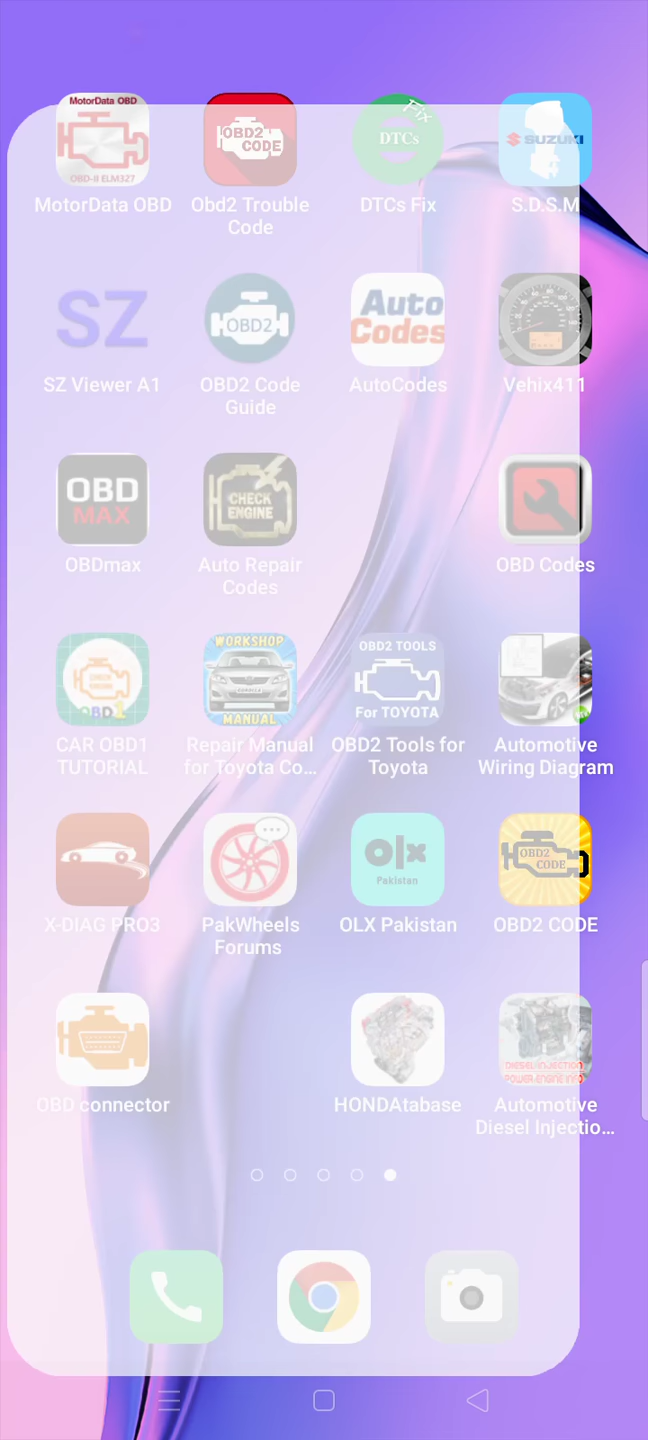 MotorData OBD
OBD-II ELM327
MotorData OBD
OBD2
CODE
Obd2 Trouble
Code
Fix
DTCs
DTCs Fix
SUZUKI
S.D.S.M
SZ
SZ Viewer A1
OBD2
OBD2 Code
Guide
Auto
Codes
AutoCodes
Vehix411
OBD
MAX
OBDmax
CHECK
ENGINE
Auto Repair
Codes
OBD Codes
CHECK
ENGINE
OBD1
CAR OBD1
TUTORIAL
WORKSHOP
COROLLA
MANUAL
Repair Manual
for Toyota Co...
OBD2 TOOLS
For TOYOTA
OBD2 Tools for
Toyota
Automotive
Wiring Diagram
X-DIAG PRO3
PakWheels
Forums
olx
Pakistan
OLX Pakistan
OBD2
CODE
OBD2 CODE
OBD connector
HONDAtabase
DIESEL INJECTION
POWER ENGINE INFO
Automotive
Diesel Injectio...